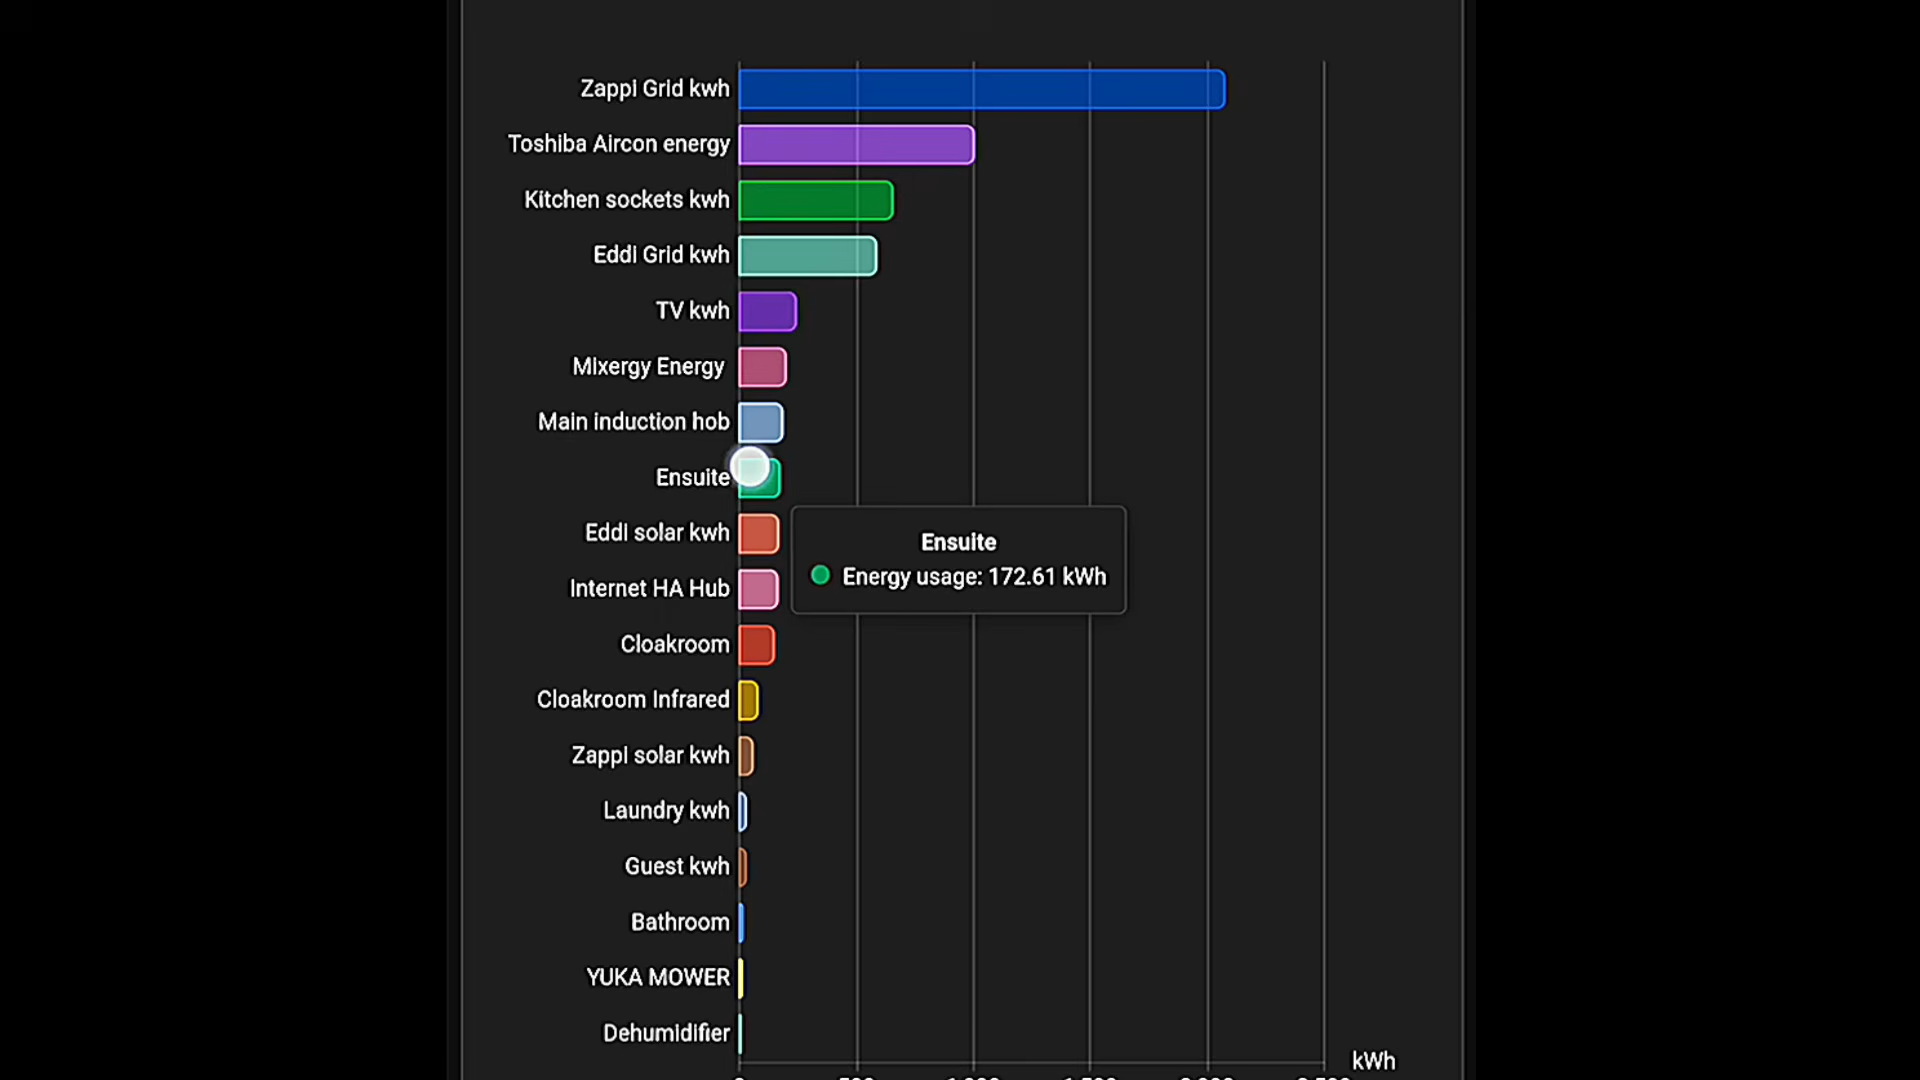 Zappi Grid kwh
Toshiba Aircon energy
Kitchen sockets kwh
Eddi Grid kwh
TV kwh
Mixergy Energy
Main induction hob
Ensuite
Eddi solar kwh
Ensuite
Energy usage: 172.61 kWh
Internet HA Hub
Cloakroom
Cloakroom Infrared
Zappi solar kwh
Laundry kwh
Guest kwh
Bathroom
YUKA MOWER
Dehumidifier
kWh